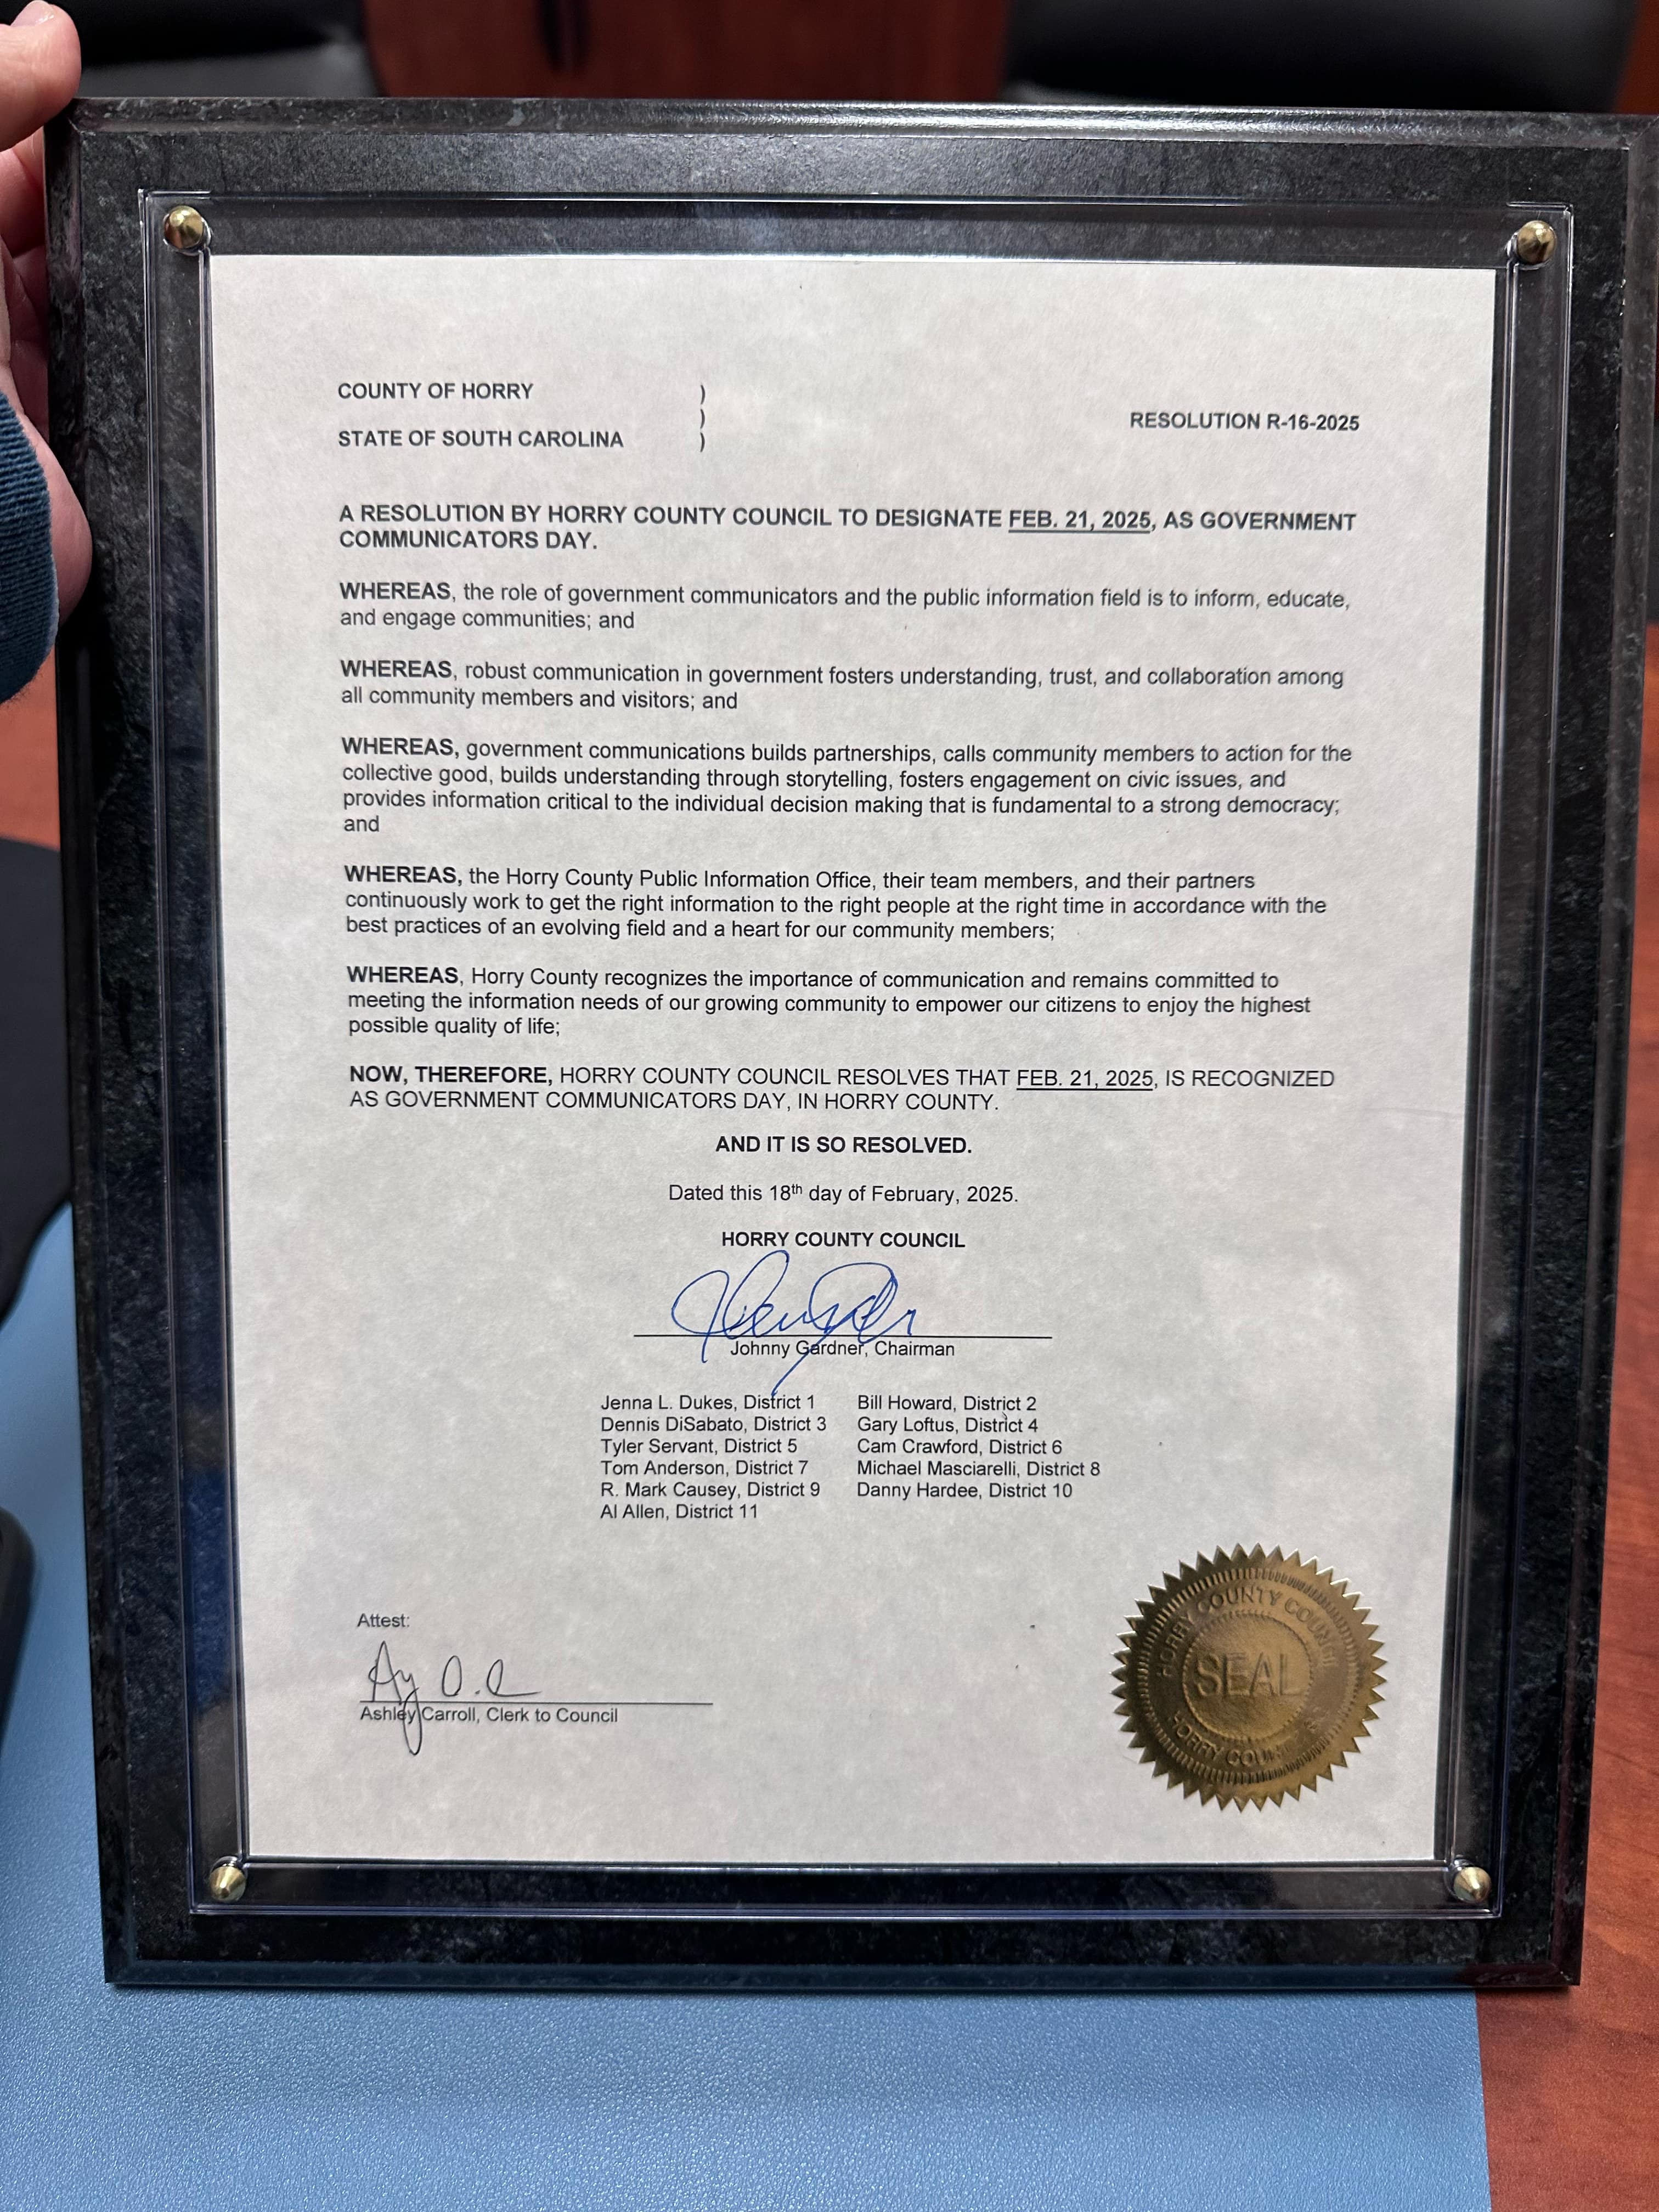 COUNTY OF HORRY )
)
STATE OF SOUTH CAROLINA )
RESOLUTION R-16-2025
A RESOLUTION BY HORRY COUNTY COUNCIL TO DESIGNATE FEB. 21, 2025, AS GOVERNMENT
COMMUNICATORS DAY.
WHEREAS, the role of government communicators and the public information field is to inform, educate,
and engage communities; and
WHEREAS, robust communication in government fosters understanding, trust, and collaboration among
all community members and visitors; and
WHEREAS, government communications builds partnerships, calls community members to action for the
collective good, builds understanding through storytelling, fosters engagement on civic issues, and
provides information critical to the individual decision making that is fundamental to a strong democracy;
and
WHEREAS, the Horry County Public Information Office, their team members, and their partners
continuously work to get the right information to the right people at the right time in accordance with the
best practices of an evolving field and a heart for our community members;
WHEREAS, Horry County recognizes the importance of communication and remains committed to
meeting the information needs of our growing community to empower our citizens to enjoy the highest
possible quality of life;
NOW, THEREFORE, HORRY COUNTY COUNCIL RESOLVES THAT FEB. 21, 2025, IS RECOGNIZED
AS GOVERNMENT COMMUNICATORS DAY, IN HORRY COUNTY.
AND IT IS SO RESOLVED.
Dated this 18th day of February, 2025.
HORRY COUNTY COUNCIL
Johnny Gardner, Chairman
Jenna L. Dukes, District 1 Bill Howard, District 2
Dennis DiSabato, District 3 Gary Loftus, District 4
Tyler Servant, District 5 Cam Crawford, District 6
Tom Anderson, District 7 Michael Masciarelli, District 8
R. Mark Causey, District 9 Danny Hardee, District 10
Al Allen, District 11
Attest:
Ashley Carroll, Clerk to Council
HORRY COUNTY COUNCIL
SEAL
HORRY